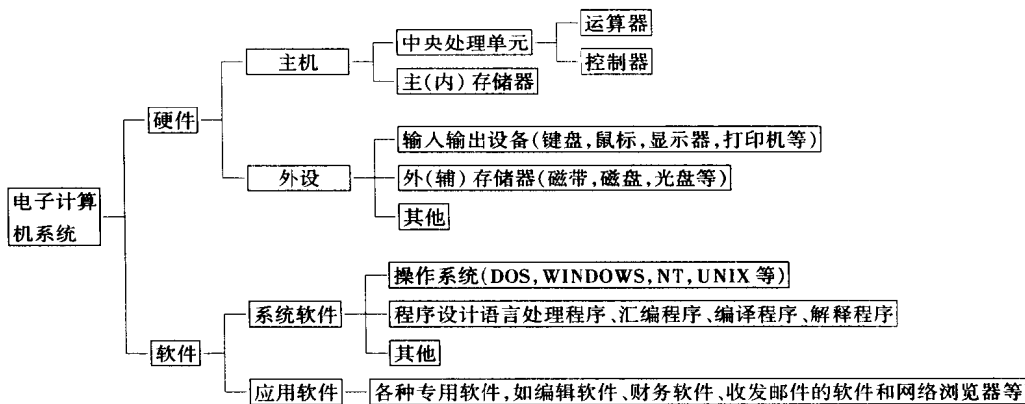 运算器
中央处理单元
主机
控制器
主(内)存储器
硬件
输入输出设备(键盘,鼠标,显示器,打印机等)
外设
外(辅)存储器(磁带,磁盘,光盘等)
电子计算
机系统
其他
操作系统(DOS,WINDOWS,NT,UNIX等)
系统软件
程序设计语言处理程序、汇编程序、编译程序、解释程序
软件
其他
应用软件
各种专用软件,如编辑软件、财务软件、收发邮件的软件和网络浏览器等